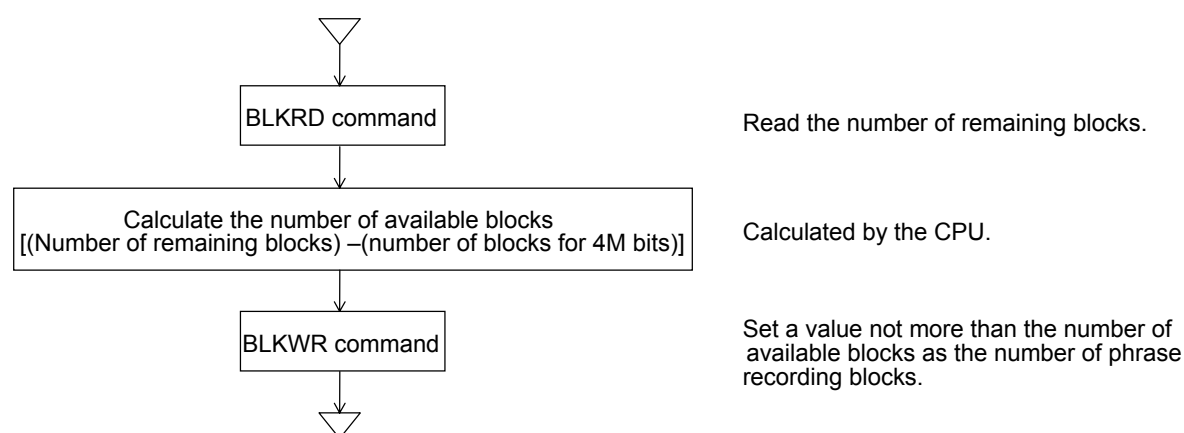 BLKRD command
Read the number of remaining blocks.
Calculate the number of available blocks
[(Number of remaining blocks) –(number of blocks for 4M bits)]
Calculated by the CPU.
BLKWR command
Set a value not more than the number of
available blocks as the number of phrase
recording blocks.